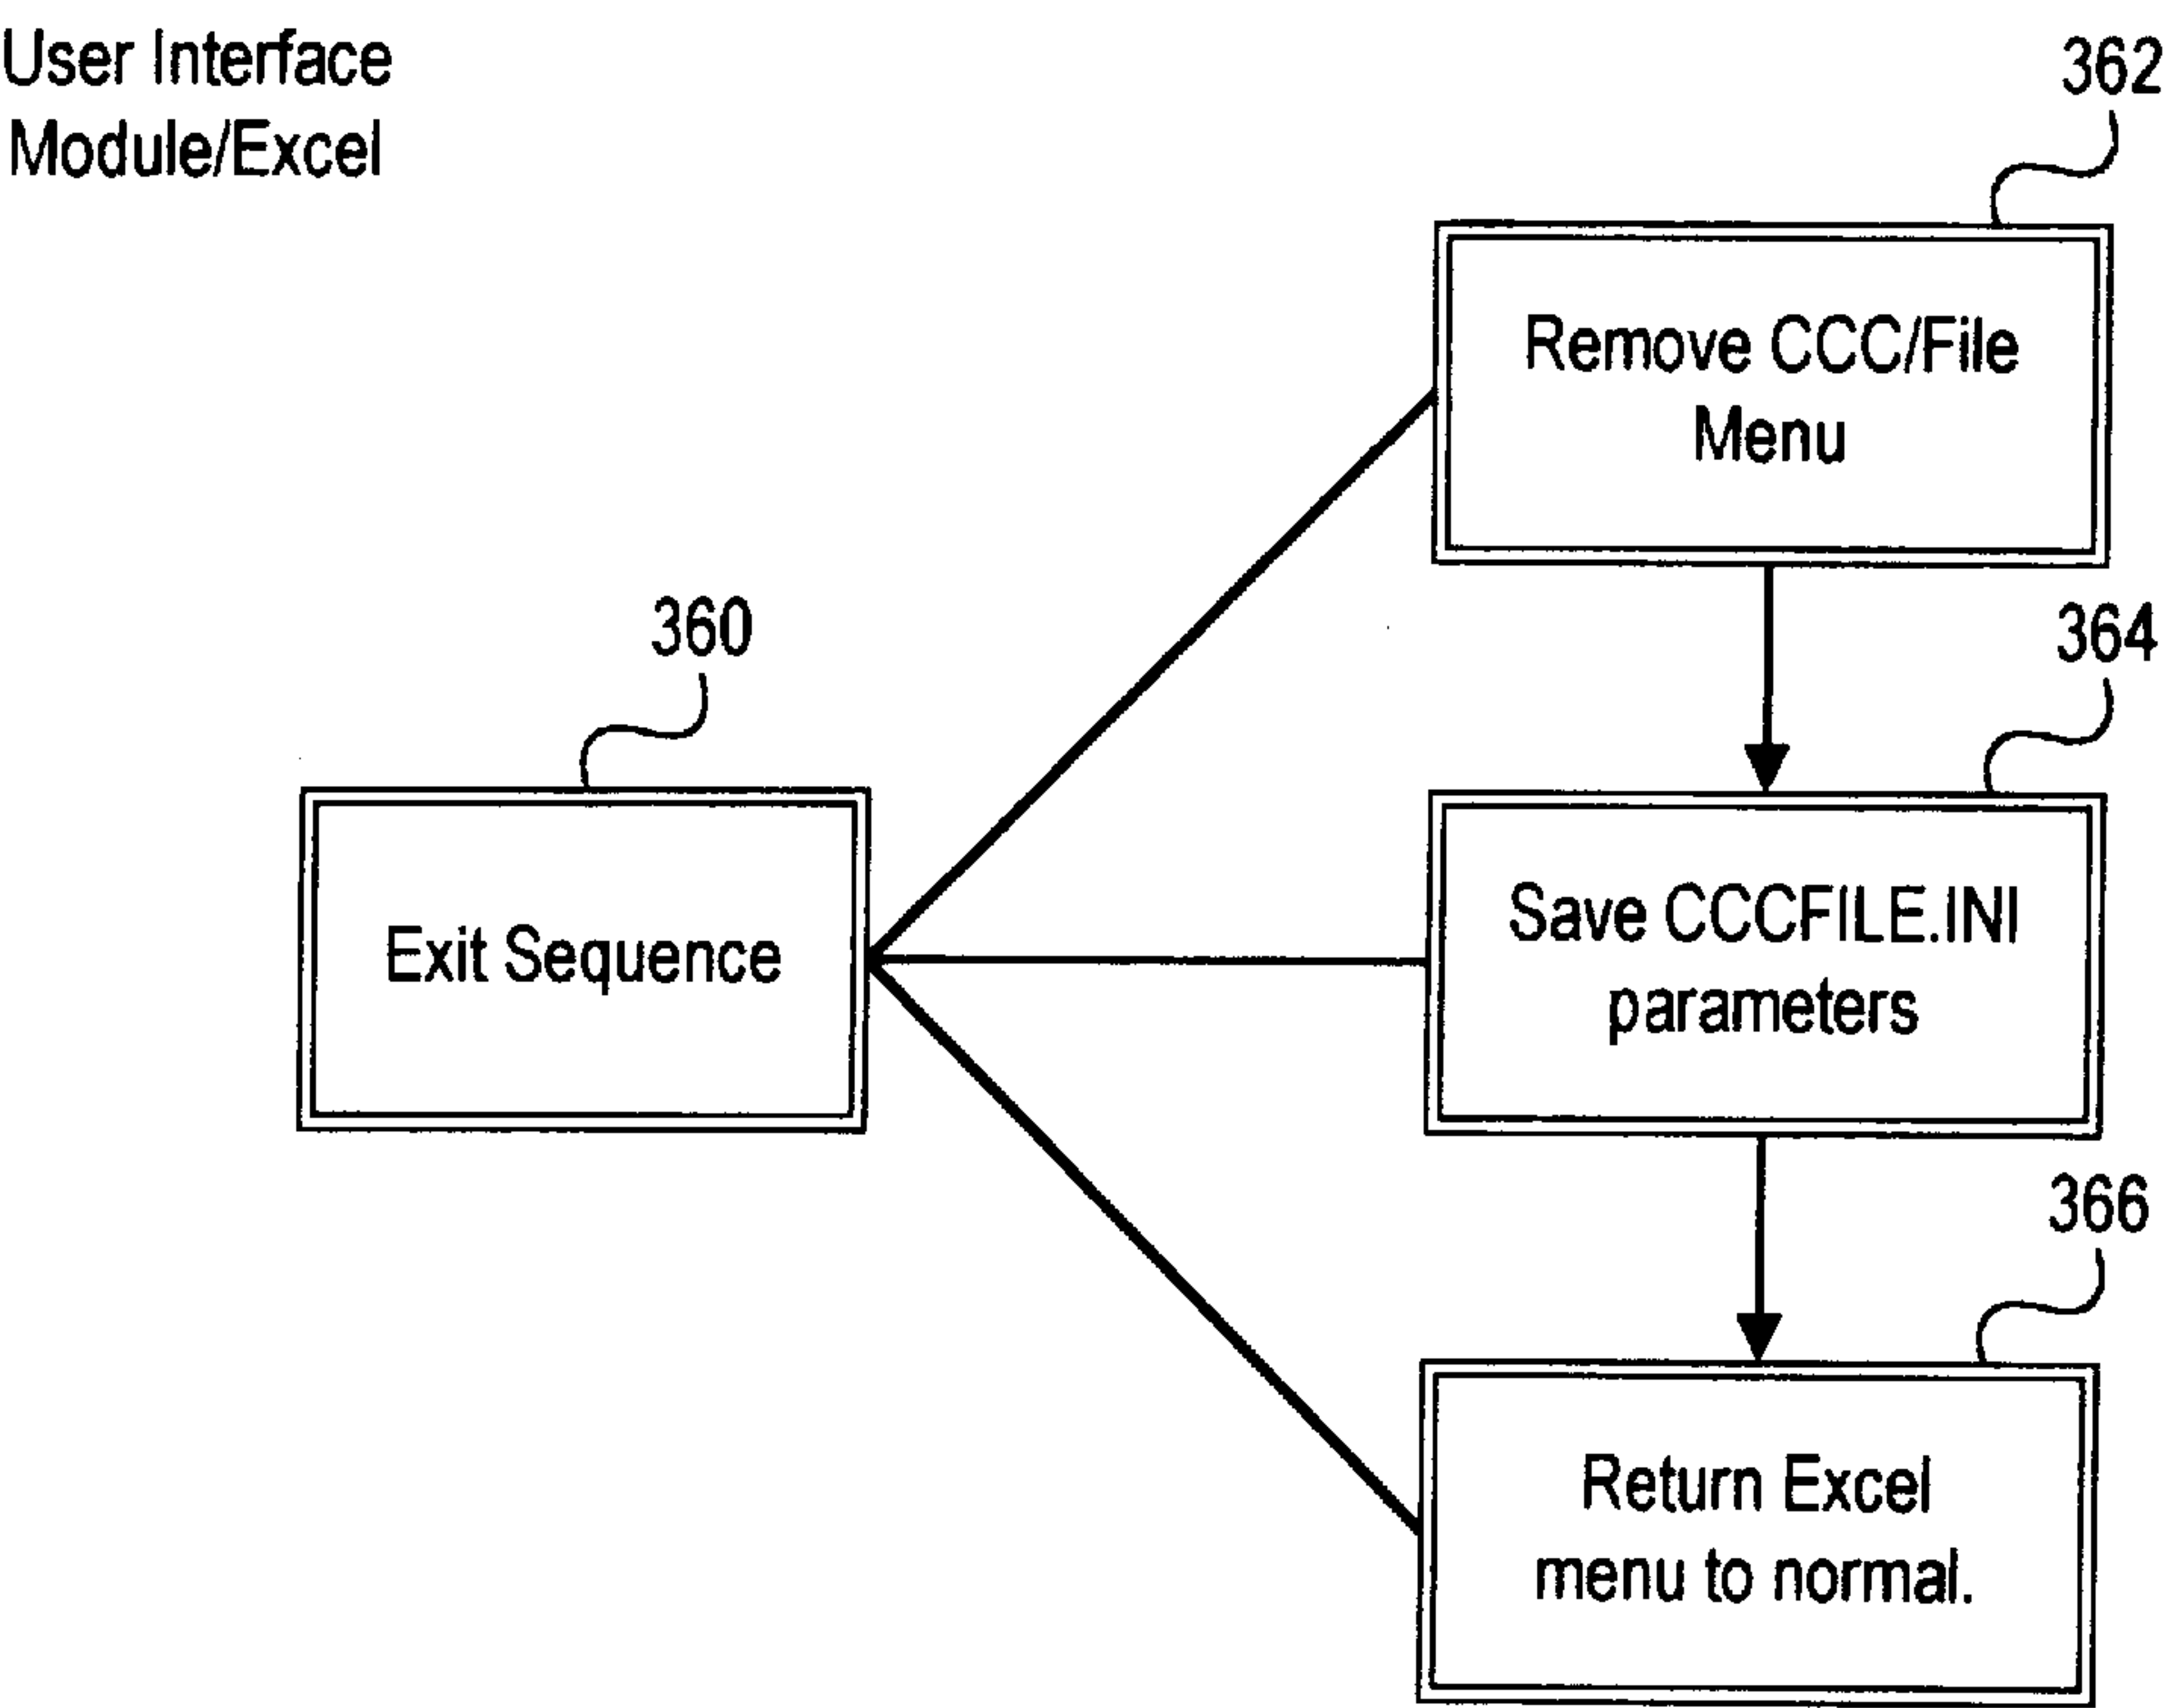 User Interface
Module/Excel
362
Remove CCC/File
Menu
360
364
Exit Sequence
Save CCCFILE.INI
parameters
366
Return Excel
menu to normal.